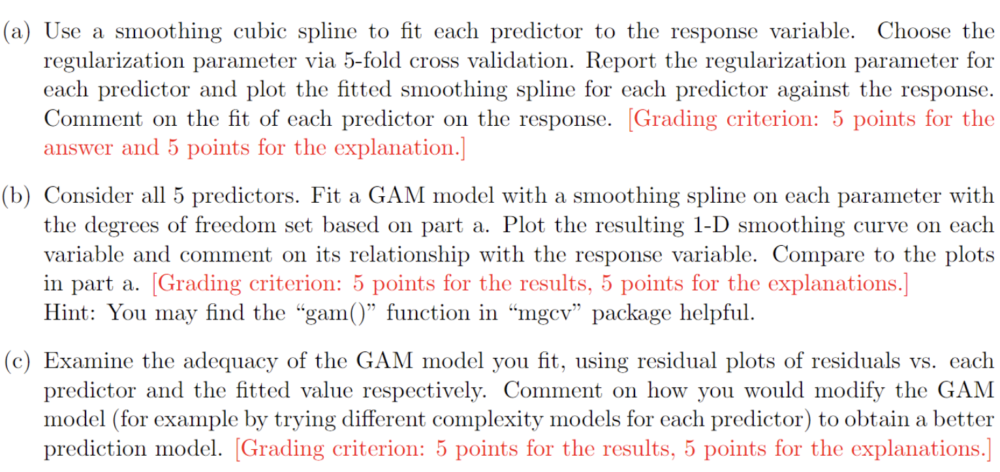 (a) Use a smoothing cubic spline to fit each predictor to the response variable. Choose the
regularization parameter via 5-fold cross validation. Report the regularization parameter for
each predictor and plot the fitted smoothing spline for each predictor against the response.
Comment on the fit of each predictor on the response. [Grading criterion: 5 points for the
answer and 5 points for the explanation.]
(b) Consider all 5 predictors. Fit a GAM model with a smoothing spline on each parameter with
the degrees of freedom set based on part a. Plot the resulting 1-D smoothing curve on each
variable and comment on its relationship with the response variable. Compare to the plots
in part a. [Grading criterion: 5 points for the results, 5 points for the explanations.]
Hint: You may find the “gam()” function in “mgcv” package helpful.
(c) Examine the adequacy of the GAM model you fit, using residual plots of residuals vs. each
predictor and the fitted value respectively. Comment on how you would modify the GAM
model (for example by trying different complexity models for each predictor) to obtain a better
prediction model. [Grading criterion: 5 points for the results, 5 points for the explanations.]